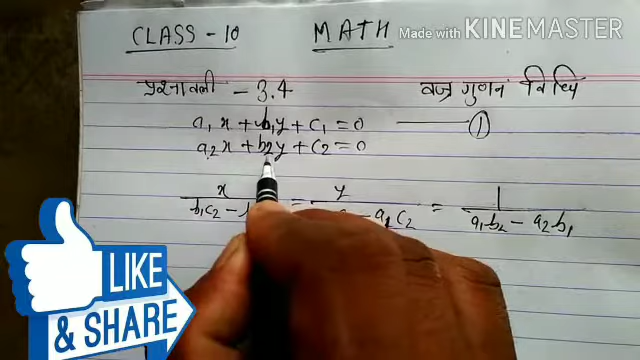 Made with KINEMASTER
CLASS - 10 MATH
प्रश्नावली - 3.4 वज्र गुणनं विधि
a₁x + b₁y + c₁ = 0 ——— ①
a₂x + b₂y + c₂ = 0
x / b₁c₂ - = y / - a₁c₂ = 1 / a₁b₂ - a₂b₁
LIKE
& SHARE